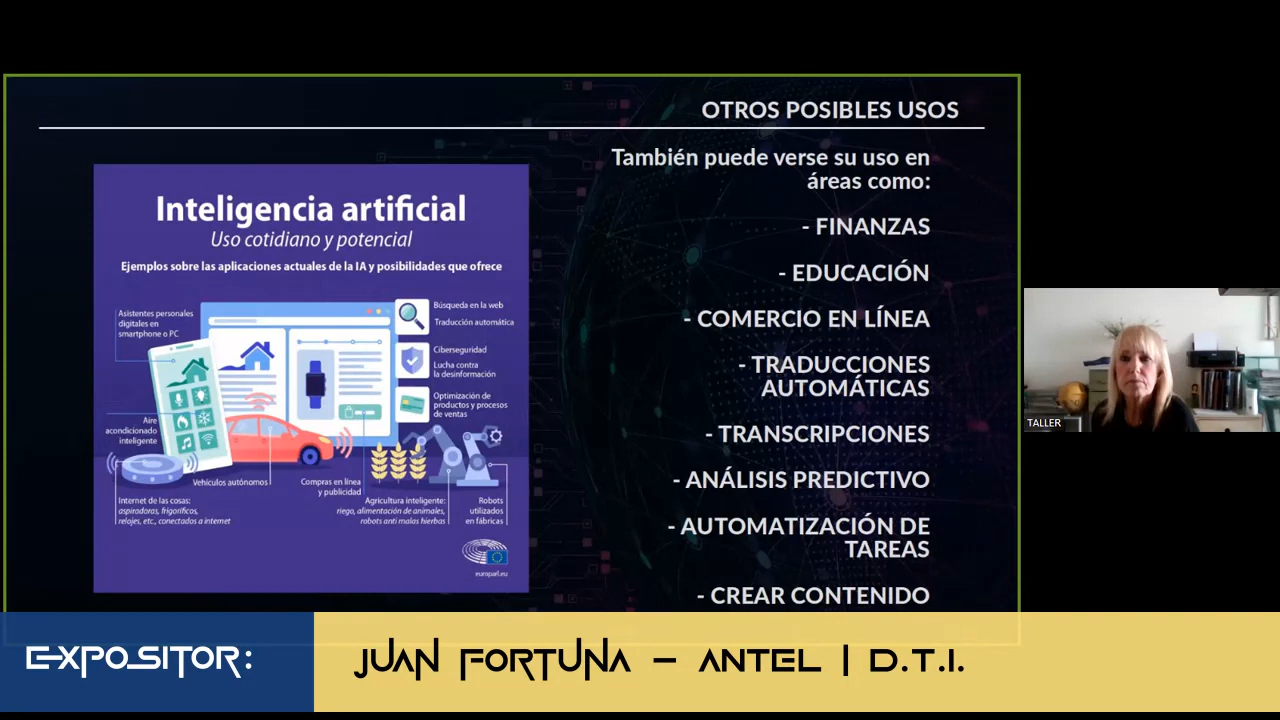 OTROS POSIBLES USOS
También puede verse su uso en
áreas como:
- FINANZAS
- EDUCACIÓN
- COMERCIO EN LÍNEA
- TRADUCCIONES
AUTOMÁTICAS
- TRANSCRIPCIONES
- ANÁLISIS PREDICTIVO
- AUTOMATIZACIÓN DE
TAREAS
- CREAR CONTENIDO
Inteligencia artificial
Uso cotidiano y potencial
Ejemplos sobre las aplicaciones actuales de la IA y posibilidades que ofrece
Asistentes personales
digitales en
smartphone o PC
Búsqueda en la web
Traducción automática
Ciberseguridad
Lucha contra
la desinformación
Optimización de
productos y procesos
de ventas
Aire
acondicionado
inteligente
Vehículos autónomos
Compras en línea
y publicidad
Internet de las cosas:
aspiradoras, frigoríficos,
relojes, etc., conectados a internet
Agricultura inteligente:
riego, alimentación de animales,
robots anti malas hierbas
Robots
utilizados
en fábricas
europarl.eu
TALLER
EXPOSITOR:
JUAN FORTUNA – ANTEL | D.T.I.